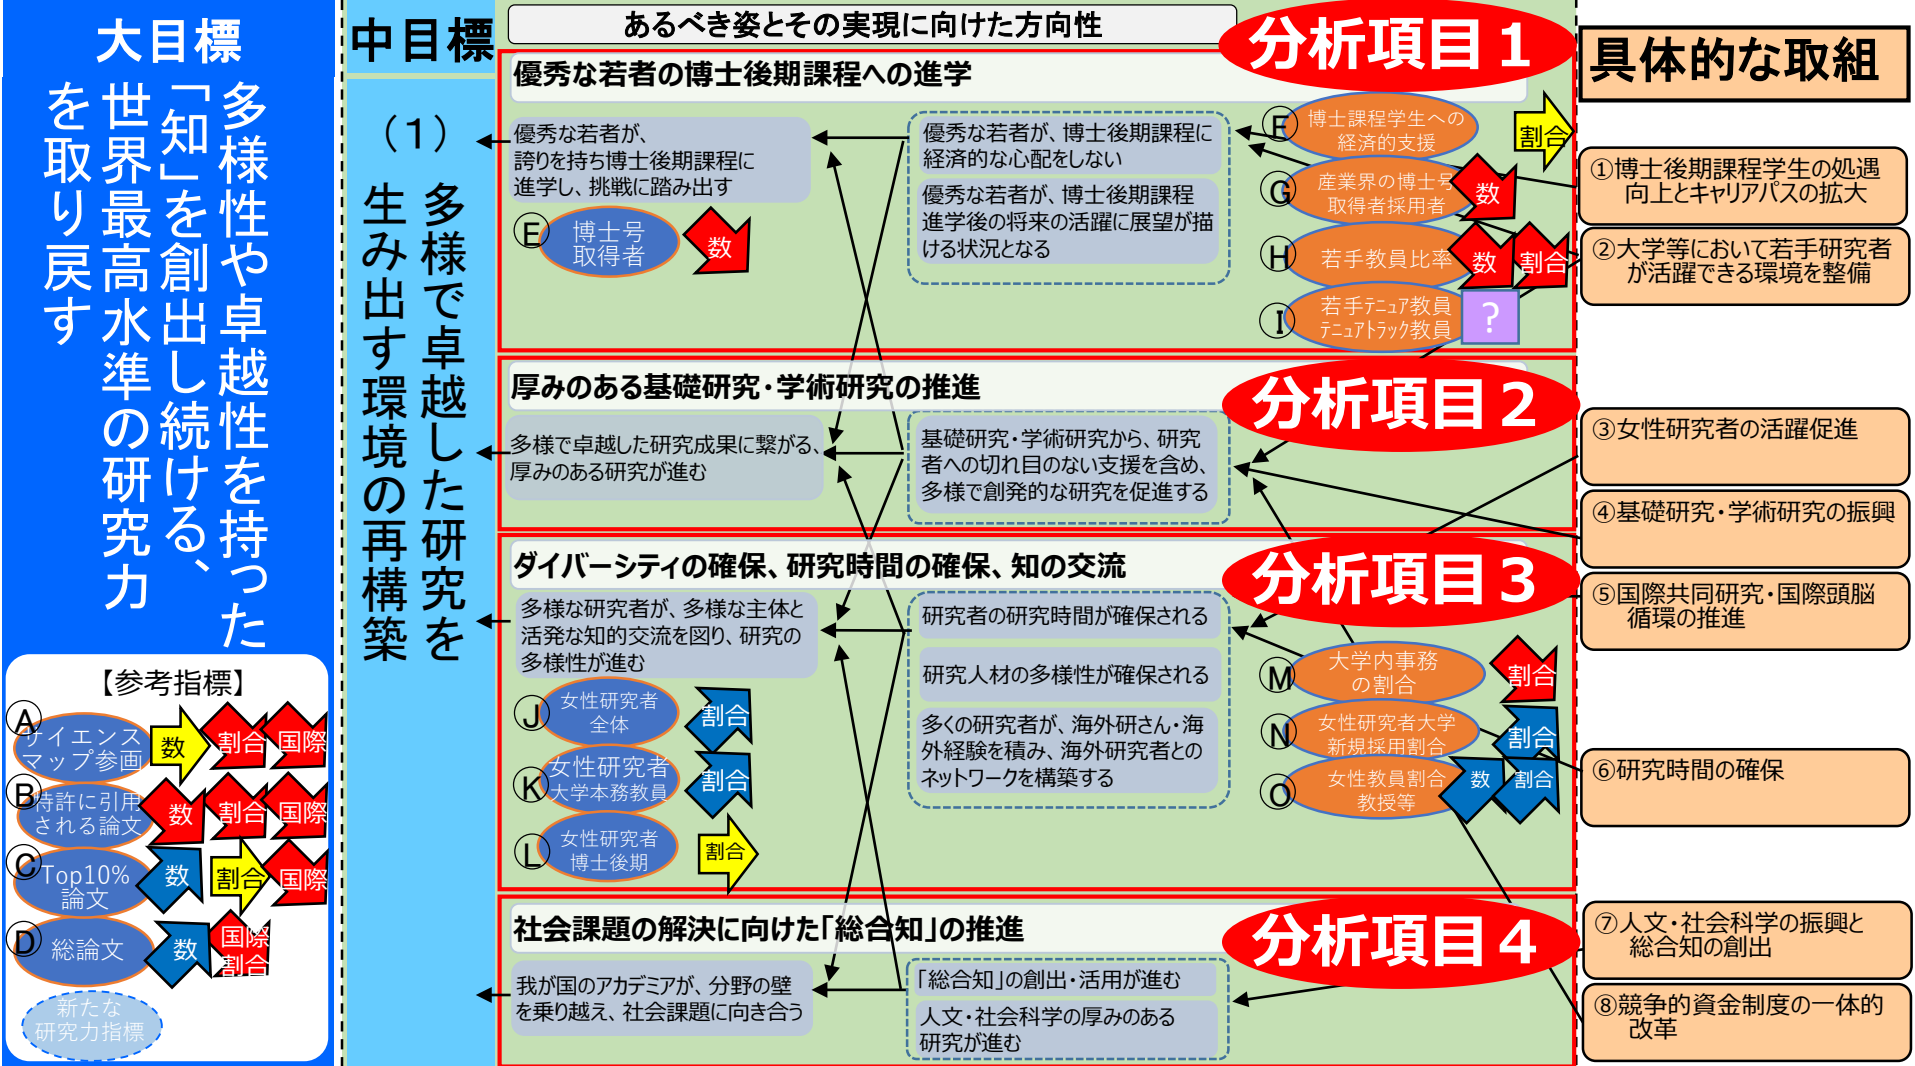 大目標
多様性や卓越性を持った
「知」を創出し続ける、
世界最高水準の研究力
を取り戻す
【参考指標】
A
サイエンス
マップ参画
数
割合
国際
B
特許に引用
される論文
数
割合
国際
C
Top10%
論文
数
割合
国際
D
総論文
数
国際
割合
新たな
研究力指標
中目標
（１）
多様で卓越した研究を
生み出す環境の再構築
あるべき姿とその実現に向けた方向性
分析項目１
優秀な若者の博士後期課程への進学
優秀な若者が、
誇りを持ち博士後期課程に
進学し、挑戦に踏み出す
E
博士号
取得者
数
優秀な若者が、博士後期課程に
経済的な心配をしない
優秀な若者が、博士後期課程
進学後の将来の活躍に展望が描
ける状況となる
F
博士課程学生への
経済的支援
割合
G
産業界の博士号
取得者採用者
数
H
若手教員比率
数
割合
I
若手テニュア教員
テニュアトラック教員
?
分析項目２
厚みのある基礎研究・学術研究の推進
多様で卓越した研究成果に繋がる、
厚みのある研究が進む
基礎研究・学術研究から、研究
者への切れ目のない支援を含め、
多様で創発的な研究を促進する
分析項目３
ダイバーシティの確保、研究時間の確保、知の交流
多様な研究者が、多様な主体と
活発な知的交流を図り、研究の
多様性が進む
J
女性研究者
全体
割合
K
女性研究者
大学本務教員
割合
L
女性研究者
博士後期
割合
研究者の研究時間が確保される
研究人材の多様性が確保される
多くの研究者が、海外研さん・海
外経験を積み、海外研究者との
ネットワークを構築する
M
大学内事務
の割合
割合
N
女性研究者大学
新規採用割合
割合
O
女性教員割合
教授等
数
割合
分析項目４
社会課題の解決に向けた「総合知」の推進
我が国のアカデミアが、分野の壁
を乗り越え、社会課題に向き合う
「総合知」の創出・活用が進む
人文・社会科学の厚みのある
研究が進む
具体的な取組
①博士後期課程学生の処遇
向上とキャリアパスの拡大
②大学等において若手研究者
が活躍できる環境を整備
③女性研究者の活躍促進
④基礎研究・学術研究の振興
⑤国際共同研究・国際頭脳
循環の推進
⑥研究時間の確保
⑦人文・社会科学の振興と
総合知の創出
⑧競争的資金制度の一体的
改革